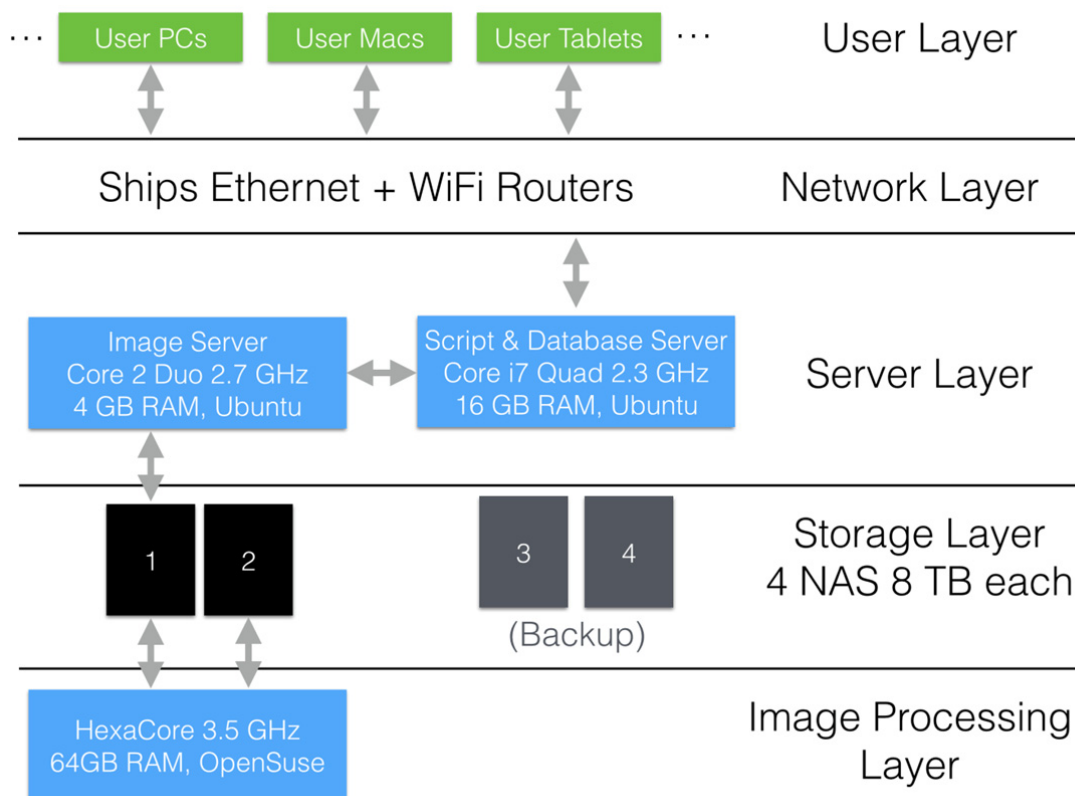 ... User PCs User Macs User Tablets ... User Layer
Ships Ethernet + WiFi Routers Network Layer
Image Server
Core 2 Duo 2.7 GHz
4 GB RAM, Ubuntu
Script & Database Server
Core i7 Quad 2.3 GHz
16 GB RAM, Ubuntu
Server Layer
1 2 3 4
(Backup)
Storage Layer
4 NAS 8 TB each
HexaCore 3.5 GHz
64GB RAM, OpenSuse
Image Processing
Layer